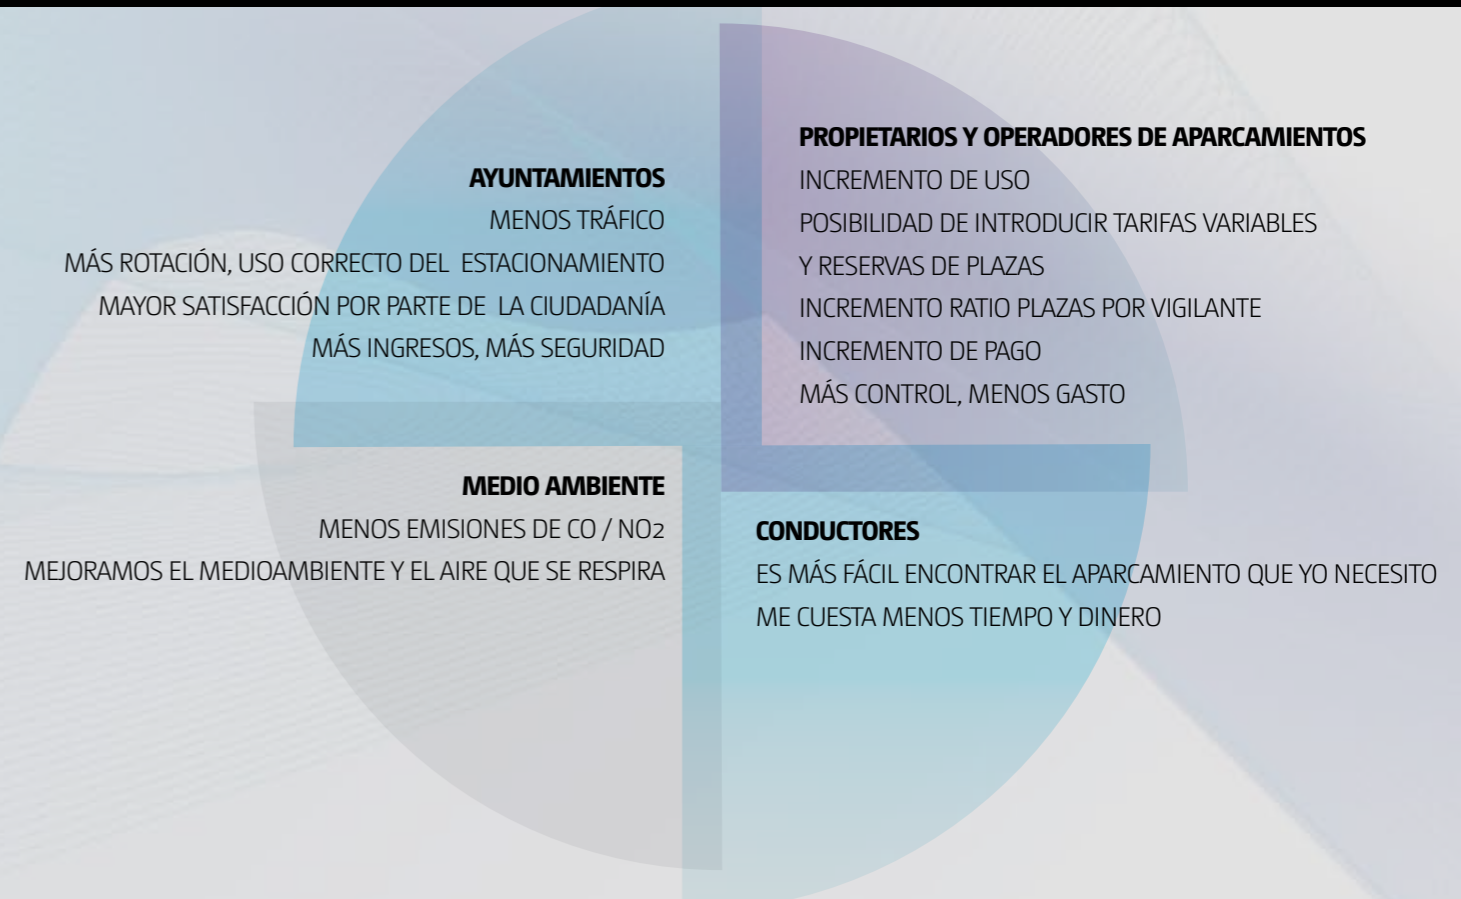 AYUNTAMIENTOS
MENOS TRÁFICO
MÁS ROTACIÓN, USO CORRECTO DEL ESTACIONAMIENTO
MAYOR SATISFACCIÓN POR PARTE DE LA CIUDADANÍA
MÁS INGRESOS, MÁS SEGURIDAD
PROPIETARIOS Y OPERADORES DE APARCAMIENTOS
INCREMENTO DE USO
POSIBILIDAD DE INTRODUCIR TARIFAS VARIABLES
Y RESERVAS DE PLAZAS
INCREMENTO RATIO PLAZAS POR VIGILANTE
INCREMENTO DE PAGO
MÁS CONTROL, MENOS GASTO
MEDIO AMBIENTE
MENOS EMISIONES DE CO / NO2
MEJORAMOS EL MEDIOAMBIENTE Y EL AIRE QUE SE RESPIRA
CONDUCTORES
ES MÁS FÁCIL ENCONTRAR EL APARCAMIENTO QUE YO NECESITO
ME CUESTA MENOS TIEMPO Y DINERO